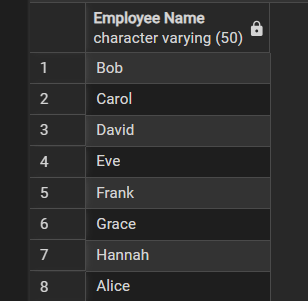 Employee Name
character varying (50)
1 Bob
2 Carol
3 David
4 Eve
5 Frank
6 Grace
7 Hannah
8 Alice